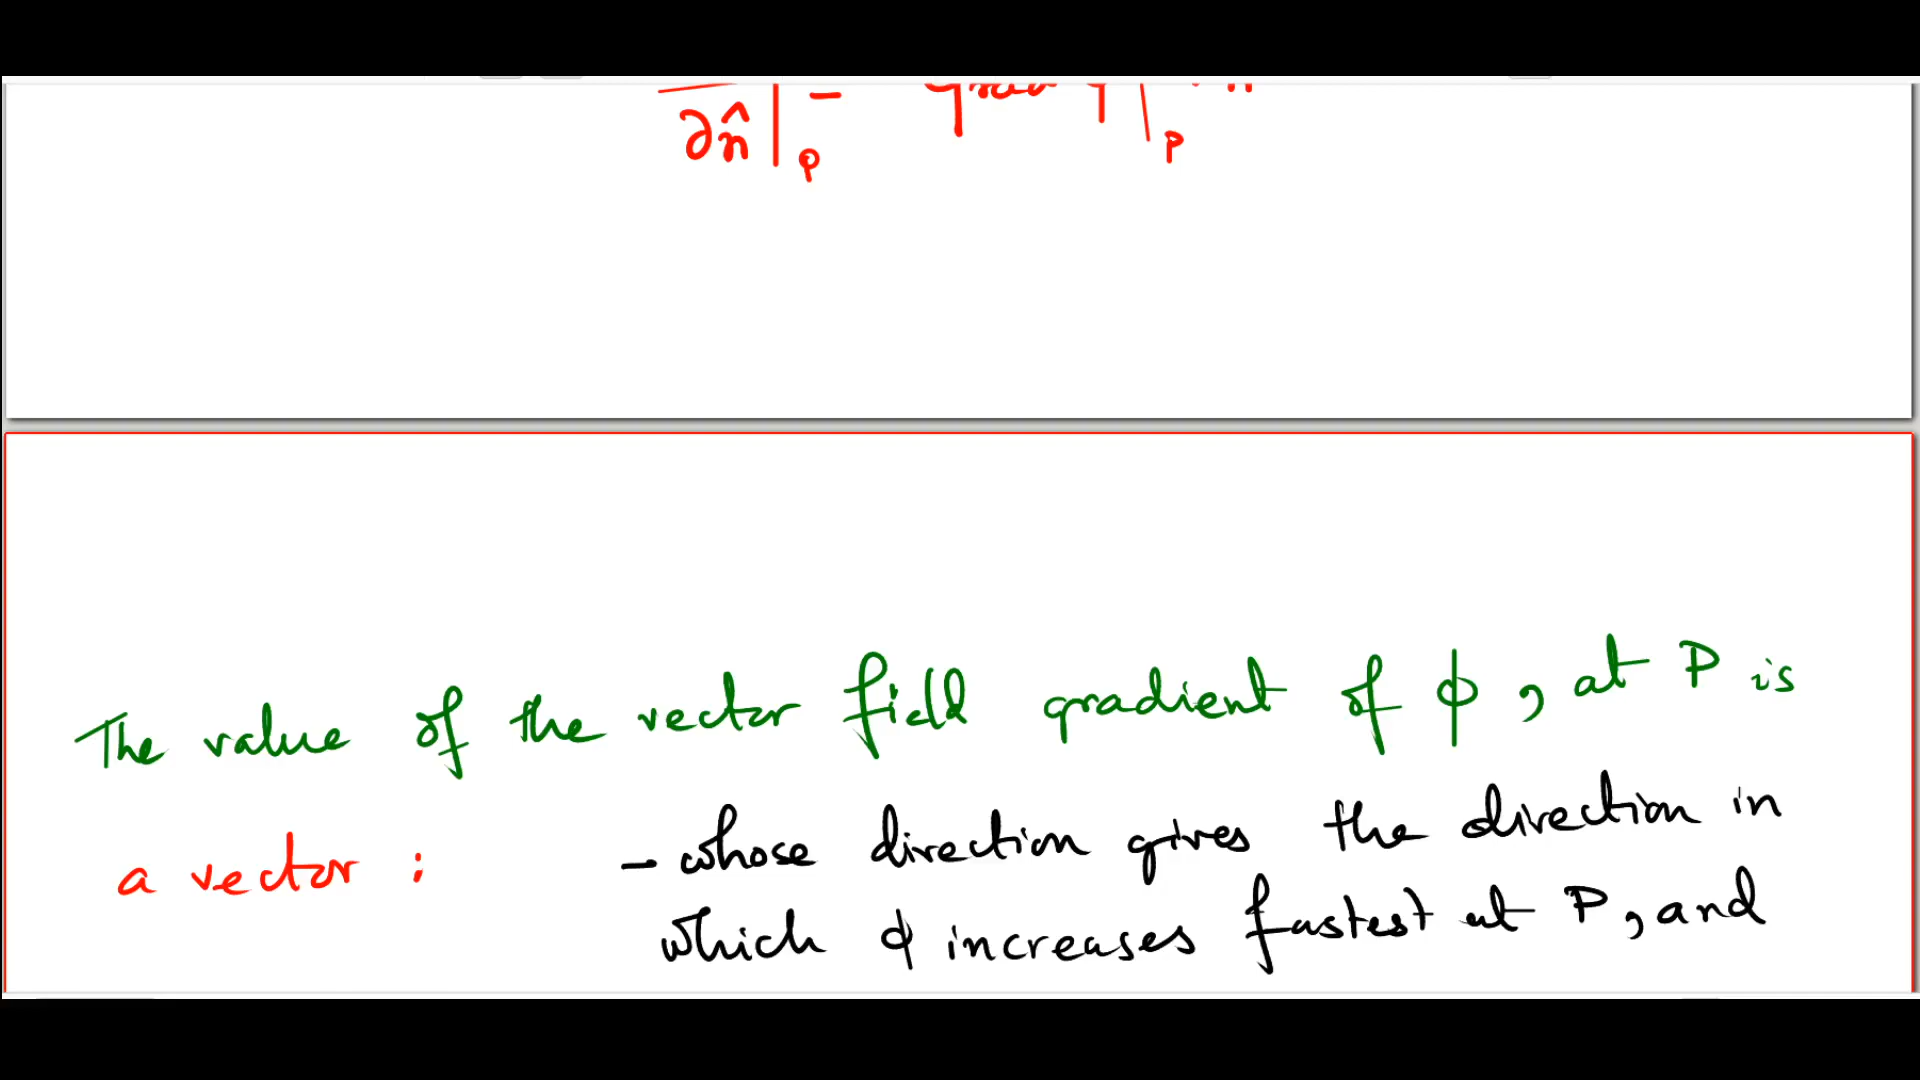 ∂n̂|p = grad φ|p · n̂
The value of the vector field gradient of φ, at P is
a vector : - whose direction gives the direction in
which φ increases fastest at P, and